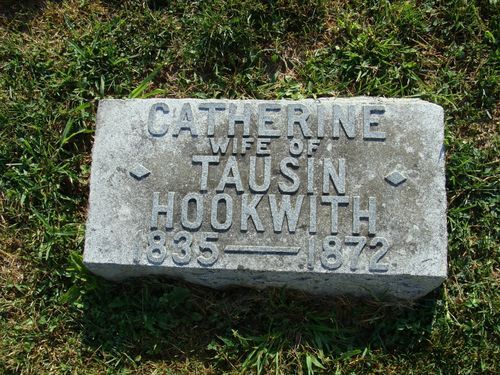 CATHERINE
WIFE OF
TAUSIN
HOOKWITH
1835—1872